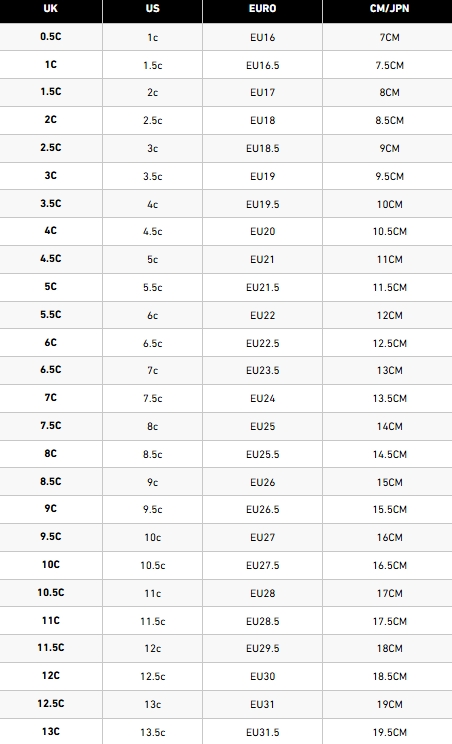 UK US EURO CM/JPN
0.5C 1c EU16 7CM
1C 1.5c EU16.5 7.5CM
1.5C 2c EU17 8CM
2C 2.5c EU18 8.5CM
2.5C 3c EU18.5 9CM
3C 3.5c EU19 9.5CM
3.5C 4c EU19.5 10CM
4C 4.5c EU20 10.5CM
4.5C 5c EU21 11CM
5C 5.5c EU21.5 11.5CM
5.5C 6c EU22 12CM
6C 6.5c EU22.5 12.5CM
6.5C 7c EU23.5 13CM
7C 7.5c EU24 13.5CM
7.5C 8c EU25 14CM
8C 8.5c EU25.5 14.5CM
8.5C 9c EU26 15CM
9C 9.5c EU26.5 15.5CM
9.5C 10c EU27 16CM
10C 10.5c EU27.5 16.5CM
10.5C 11c EU28 17CM
11C 11.5c EU28.5 17.5CM
11.5C 12c EU29.5 18CM
12C 12.5c EU30 18.5CM
12.5C 13c EU31 19CM
13C 13.5c EU31.5 19.5CM